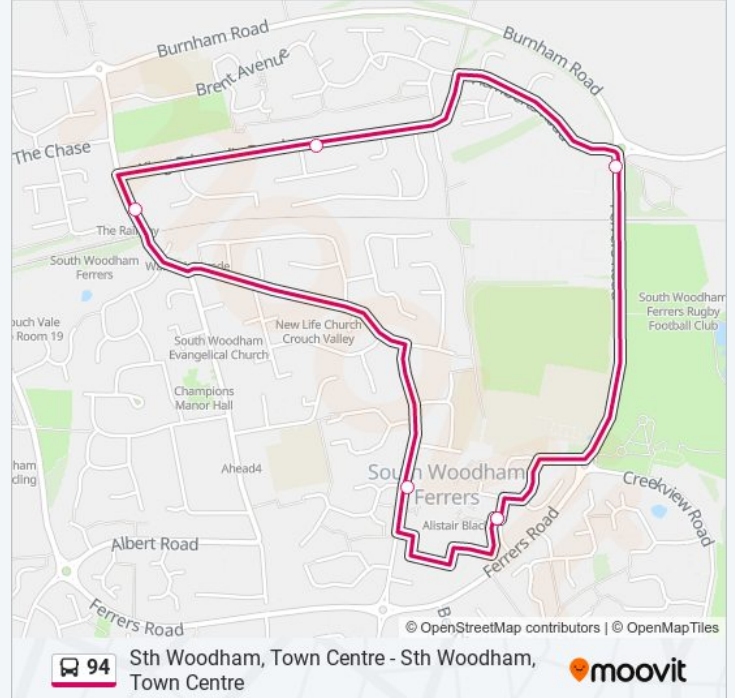 Burnham Road
Burnham Road
Brent Avenue
The Chase
The
South Woodham
Ferrers
South Woodham
Ferrers Rugby
Football Club
ouch Vale
Room 19
New Life Church
Crouch Valley
South Woodham
Evangelical Church
Champions
Manor Hall
Ahead4
South Woodham
Ferrers
Creekview Road
Alistair Blac
Albert Road
Ferrers Road
Ferrers Road
© OpenStreetMap contributors | © OpenMapTiles
94
Sth Woodham, Town Centre - Sth Woodham,
Town Centre
moovit